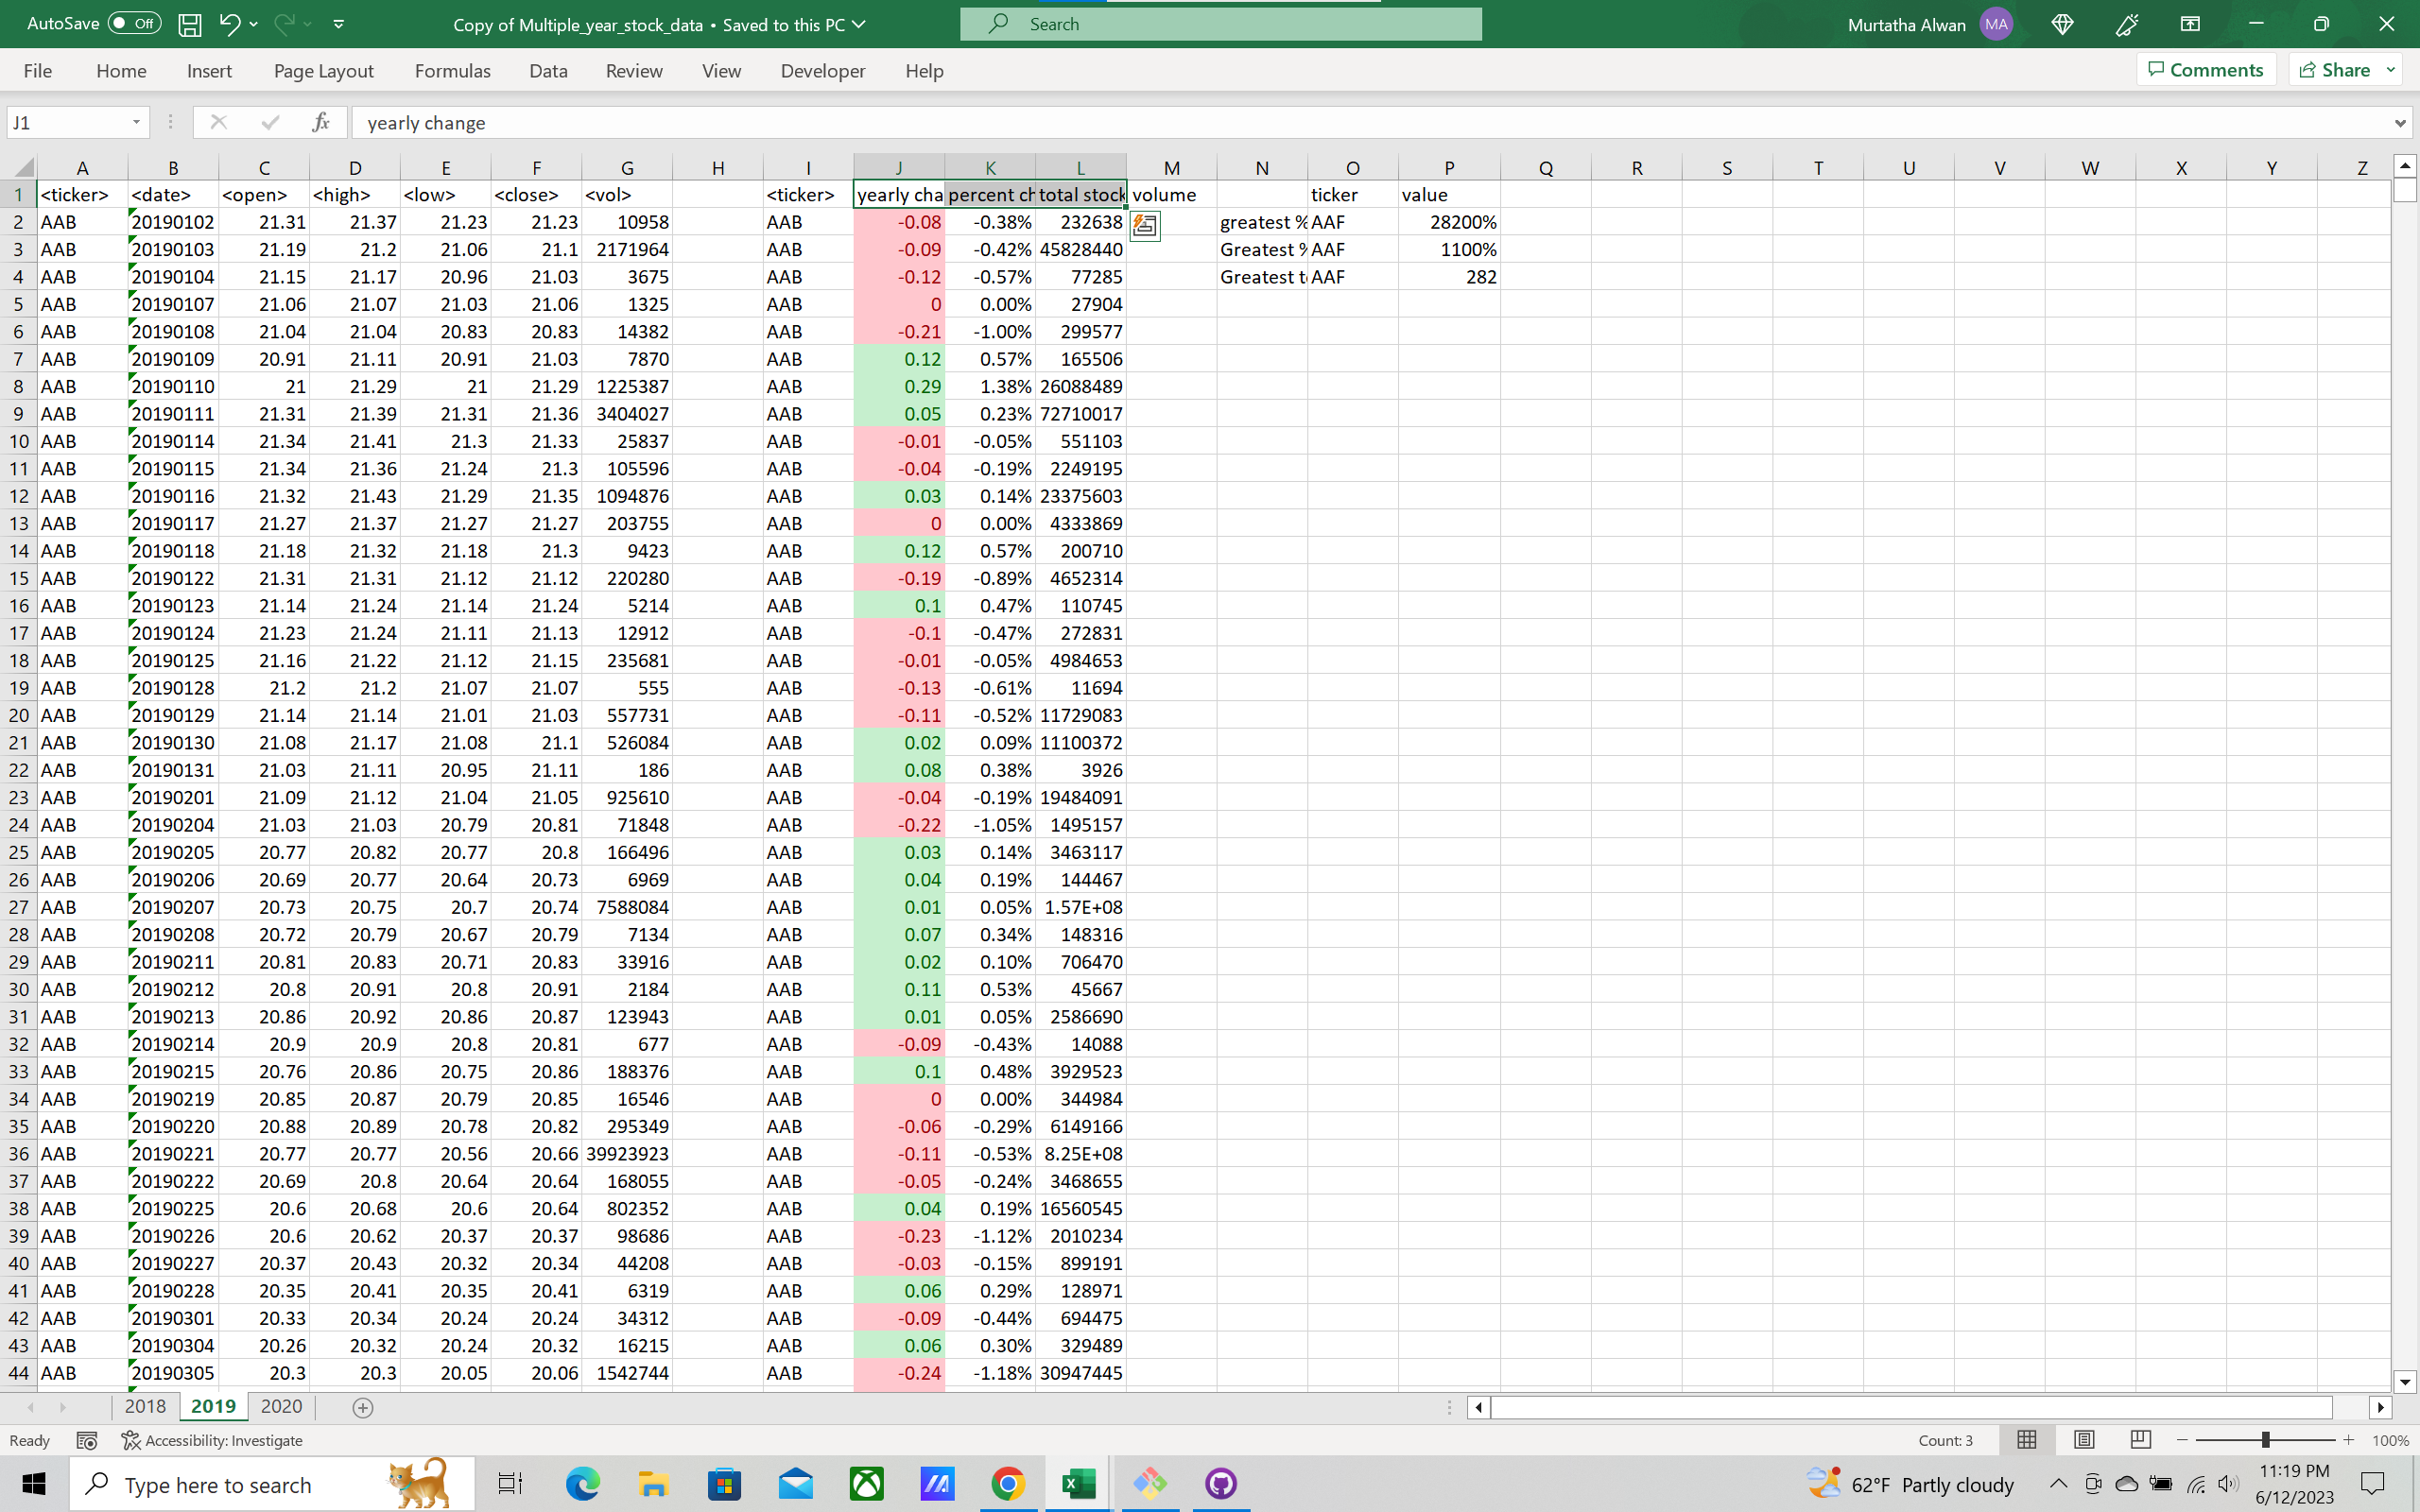 AutoSave Off Copy of Multiple_year_stock_data • Saved to this PC Search Murtatha Alwan MA
File Home Insert Page Layout Formulas Data Review View Developer Help Comments Share
J1 fx yearly change
A B C D E F G H I J K L M N O P Q R S T U V W X Y Z
1 <ticker> <date> <open> <high> <low> <close> <vol> <ticker> yearly cha percent ch total stock volume ticker value
2 AAB 20190102 21.31 21.37 21.23 21.23 10958 AAB -0.08 -0.38% 232638 greatest % AAF 28200%
3 AAB 20190103 21.19 21.2 21.06 21.1 2171964 AAB -0.09 -0.42% 45828440 Greatest % AAF 1100%
4 AAB 20190104 21.15 21.17 20.96 21.03 3675 AAB -0.12 -0.57% 77285 Greatest t AAF 282
5 AAB 20190107 21.06 21.07 21.03 21.06 1325 AAB 0 0.00% 27904
6 AAB 20190108 21.04 21.04 20.83 20.83 14382 AAB -0.21 -1.00% 299577
7 AAB 20190109 20.91 21.11 20.91 21.03 7870 AAB 0.12 0.57% 165506
8 AAB 20190110 21 21.29 21 21.29 1225387 AAB 0.29 1.38% 26088489
9 AAB 20190111 21.31 21.39 21.31 21.36 3404027 AAB 0.05 0.23% 72710017
10 AAB 20190114 21.34 21.41 21.3 21.33 25837 AAB -0.01 -0.05% 551103
11 AAB 20190115 21.34 21.36 21.24 21.3 105596 AAB -0.04 -0.19% 2249195
12 AAB 20190116 21.32 21.43 21.29 21.35 1094876 AAB 0.03 0.14% 23375603
13 AAB 20190117 21.27 21.37 21.27 21.27 203755 AAB 0 0.00% 4333869
14 AAB 20190118 21.18 21.32 21.18 21.3 9423 AAB 0.12 0.57% 200710
15 AAB 20190122 21.31 21.31 21.12 21.12 220280 AAB -0.19 -0.89% 4652314
16 AAB 20190123 21.14 21.24 21.14 21.24 5214 AAB 0.1 0.47% 110745
17 AAB 20190124 21.23 21.24 21.11 21.13 12912 AAB -0.1 -0.47% 272831
18 AAB 20190125 21.16 21.22 21.12 21.15 235681 AAB -0.01 -0.05% 4984653
19 AAB 20190128 21.2 21.2 21.07 21.07 555 AAB -0.13 -0.61% 11694
20 AAB 20190129 21.14 21.14 21.01 21.03 557731 AAB -0.11 -0.52% 11729083
21 AAB 20190130 21.08 21.17 21.08 21.1 526084 AAB 0.02 0.09% 11100372
22 AAB 20190131 21.03 21.11 20.95 21.11 186 AAB 0.08 0.38% 3926
23 AAB 20190201 21.09 21.12 21.04 21.05 925610 AAB -0.04 -0.19% 19484091
24 AAB 20190204 21.03 21.03 20.79 20.81 71848 AAB -0.22 -1.05% 1495157
25 AAB 20190205 20.77 20.82 20.77 20.8 166496 AAB 0.03 0.14% 3463117
26 AAB 20190206 20.69 20.77 20.64 20.73 6969 AAB 0.04 0.19% 144467
27 AAB 20190207 20.73 20.75 20.7 20.74 7588084 AAB 0.01 0.05% 1.57E+08
28 AAB 20190208 20.72 20.79 20.67 20.79 7134 AAB 0.07 0.34% 148316
29 AAB 20190211 20.81 20.83 20.71 20.83 33916 AAB 0.02 0.10% 706470
30 AAB 20190212 20.8 20.91 20.8 20.91 2184 AAB 0.11 0.53% 45667
31 AAB 20190213 20.86 20.92 20.86 20.87 123943 AAB 0.01 0.05% 2586690
32 AAB 20190214 20.9 20.9 20.8 20.81 677 AAB -0.09 -0.43% 14088
33 AAB 20190215 20.76 20.86 20.75 20.86 188376 AAB 0.1 0.48% 3929523
34 AAB 20190219 20.85 20.87 20.79 20.85 16546 AAB 0 0.00% 344984
35 AAB 20190220 20.88 20.89 20.78 20.82 295349 AAB -0.06 -0.29% 6149166
36 AAB 20190221 20.77 20.77 20.56 20.66 39923923 AAB -0.11 -0.53% 8.25E+08
37 AAB 20190222 20.69 20.8 20.64 20.64 168055 AAB -0.05 -0.24% 3468655
38 AAB 20190225 20.6 20.68 20.6 20.64 802352 AAB 0.04 0.19% 16560545
39 AAB 20190226 20.6 20.62 20.37 20.37 98686 AAB -0.23 -1.12% 2010234
40 AAB 20190227 20.37 20.43 20.32 20.34 44208 AAB -0.03 -0.15% 899191
41 AAB 20190228 20.35 20.41 20.35 20.41 6319 AAB 0.06 0.29% 128971
42 AAB 20190301 20.33 20.34 20.24 20.24 34312 AAB -0.09 -0.44% 694475
43 AAB 20190304 20.26 20.32 20.24 20.32 16215 AAB 0.06 0.30% 329489
44 AAB 20190305 20.3 20.3 20.05 20.06 1542744 AAB -0.24 -1.18% 30947445
2018 2019 2020
Ready Accessibility: Investigate Count: 3 100%
Type here to search 62°F Partly cloudy 11:19 PM
6/12/2023